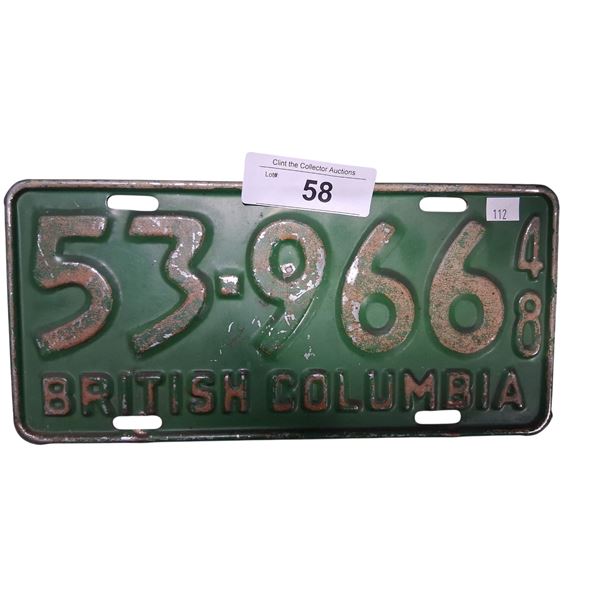 Clint the Collector Auctions
Lot#
58
112
53-966
48
BRITISH COLUMBIA